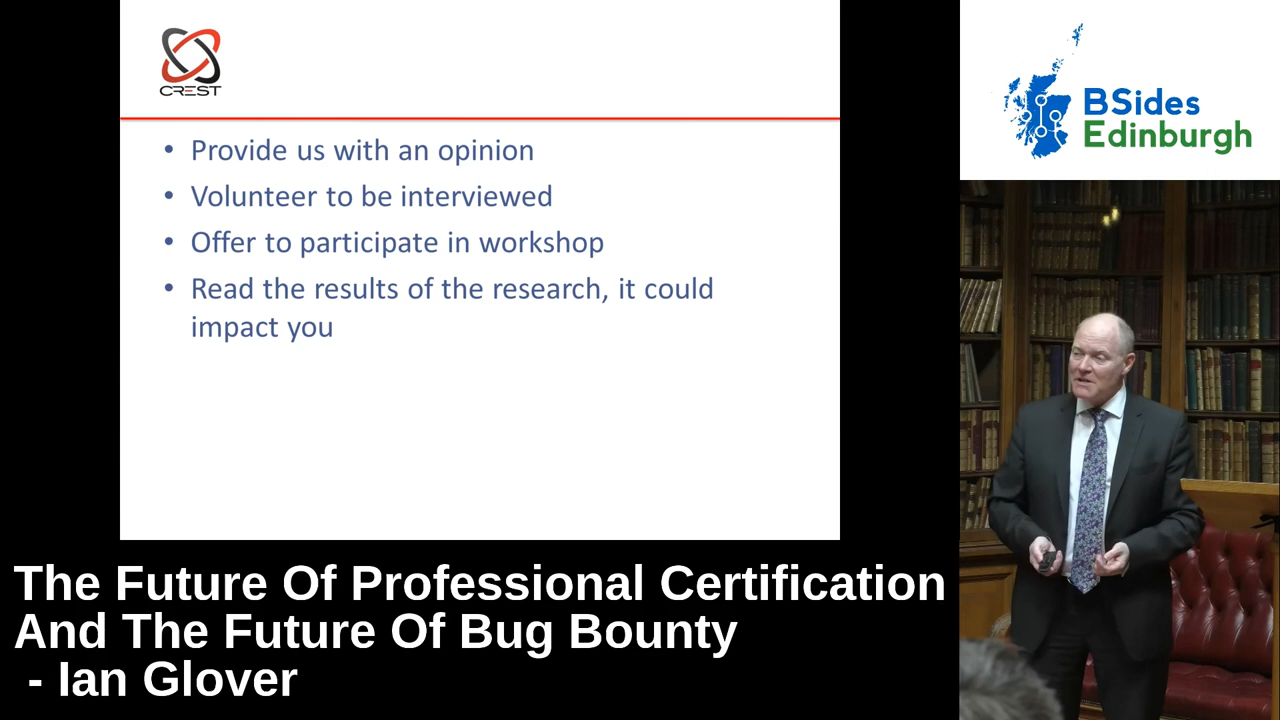 CREST
• Provide us with an opinion
• Volunteer to be interviewed
• Offer to participate in workshop
• Read the results of the research, it could
impact you
BSides
Edinburgh
The Future Of Professional Certification
And The Future Of Bug Bounty
- Ian Glover